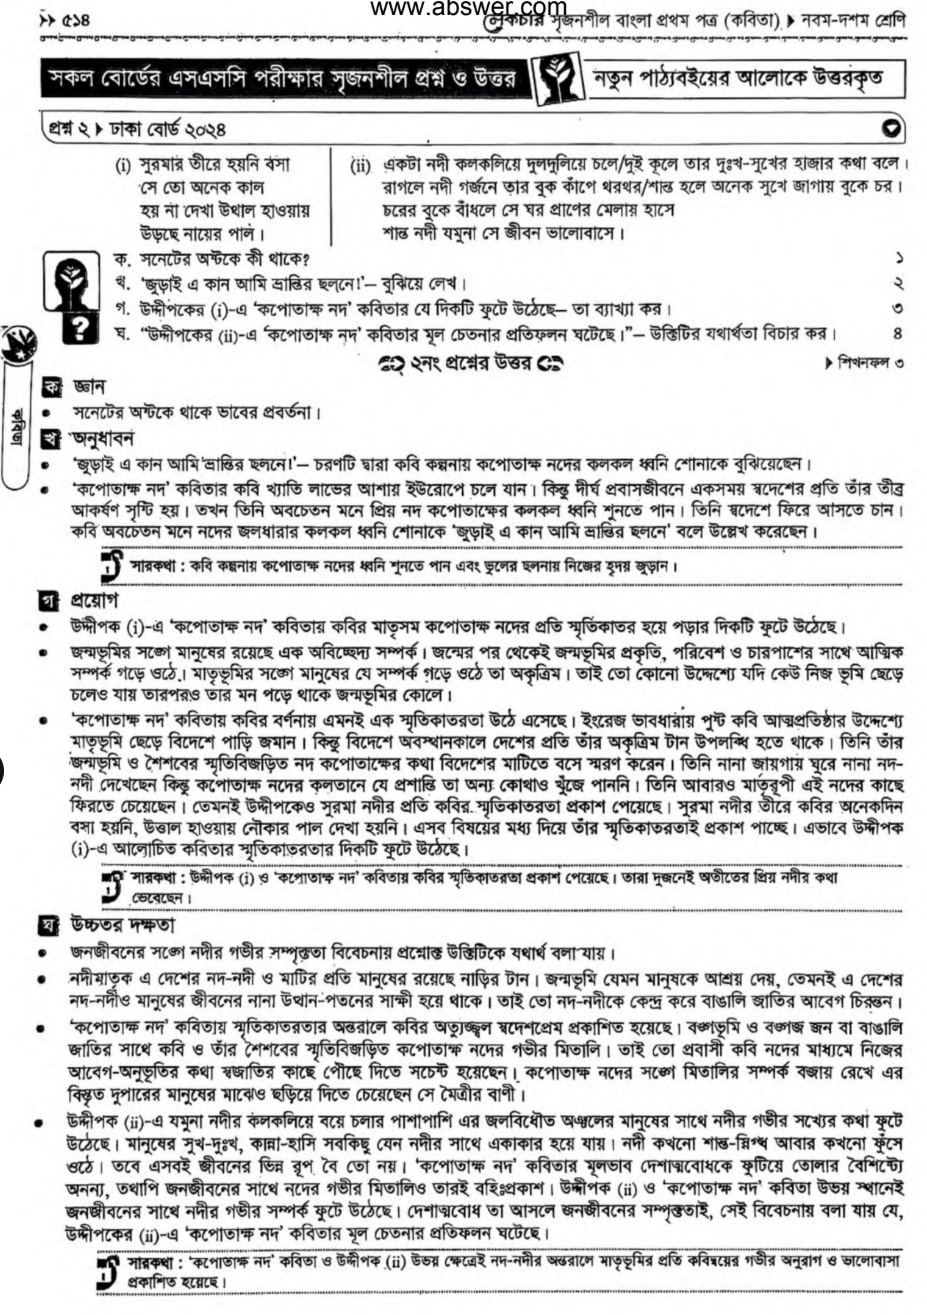 www.abswer.com
৫১৪
লেকচার সৃজনশীল বাংলা প্রথম পত্র (কবিতা) নবম-দশম শ্রেণি
সকল বোর্ডের এসএসসি পরীক্ষার সৃজনশীল প্রশ্ন ও উত্তর
নতুন পাঠ্যবইয়ের আলোকে উত্তরকৃত
প্রশ্ন ২ ঢাকা বোর্ড ২০২৪
(i) সুরমার তীরে হয়নি বসা
সে তো অনেক কাল
হয় না দেখা উথাল হাওয়ায়
উড়ছে নায়ের পাল।
(ii) একটা নদী কলকলিয়ে দুলদুলিয়ে চলে/দুই কূলে তার দুঃখ-সুখের হাজার কথা বলে।
রাগলে নদী গর্জনে তার বুক কাঁপে থরথর/শান্ত হলে অনেক সুখে জাগায় বুকে চর।
চরের বুকে বাঁধলে সে ঘর প্রাণের মেলায় হাসে
শান্ত নদী যমুনা সে জীবন ভালোবাসে।
ক. সনেটের অষ্টকে কী থাকে? ১
খ. 'জুড়াই এ কান আমি ভ্রান্তির ছলনে!'– বুঝিয়ে লেখ। ২
গ. উদ্দীপকের (i)-এ 'কপোতাক্ষ নদ' কবিতার যে দিকটি ফুটে উঠেছে– তা ব্যাখ্যা কর। ৩
ঘ. "উদ্দীপকের (ii)-এ 'কপোতাক্ষ নদ' কবিতার মূল চেতনার প্রতিফলন ঘটেছে।"– উক্তিটির যথার্থতা বিচার কর। ৪
২নং প্রশ্নের উত্তর
শিখনফল ৩
কবিতা
ক জ্ঞান
• সনেটের অষ্টকে থাকে ভাবের প্রবর্তনা।
খ অনুধাবন
• 'জুড়াই এ কান আমি ভ্রান্তির ছলনে!'– চরণটি দ্বারা কবি কল্পনায় কপোতাক্ষ নদের কলকল ধ্বনি শোনাকে বুঝিয়েছেন।
• 'কপোতাক্ষ নদ' কবিতার কবি খ্যাতি লাভের আশায় ইউরোপে চলে যান। কিন্তু দীর্ঘ প্রবাসজীবনে একসময় স্বদেশের প্রতি তাঁর তীব্র
আকর্ষণ সৃষ্টি হয়। তখন তিনি অবচেতন মনে প্রিয় নদ কপোতাক্ষের কলকল ধ্বনি শুনতে পান। তিনি স্বদেশে ফিরে আসতে চান।
কবি অবচেতন মনে নদের জলধারার কলকল ধ্বনি শোনাকে 'জুড়াই এ কান আমি ভ্রান্তির ছলনে' বলে উল্লেখ করেছেন।
সারকথা : কবি কল্পনায় কপোতাক্ষ নদের ধ্বনি শুনতে পান এবং ভুলের ছলনায় নিজের হৃদয় জুড়ান।
গ প্রয়োগ
• উদ্দীপক (i)-এ 'কপোতাক্ষ নদ' কবিতায় কবির মাতৃসম কপোতাক্ষ নদের প্রতি স্মৃতিকাতর হয়ে পড়ার দিকটি ফুটে উঠেছে।
• জন্মভূমির সঙ্গে মানুষের রয়েছে এক অবিচ্ছেদ্য সম্পর্ক। জন্মের পর থেকেই জন্মভূমির প্রকৃতি, পরিবেশ ও চারপাশের সাথে আত্মিক
সম্পর্ক গড়ে ওঠে। মাতৃভূমির সঙ্গে মানুষের যে সম্পর্ক গড়ে ওঠে তা অকৃত্রিম। তাই তো কোনো উদ্দেশ্যে যদি কেউ নিজ ভূমি ছেড়ে
চলেও যায় তারপরও তার মন পড়ে থাকে জন্মভূমির কোলে।
• 'কপোতাক্ষ নদ' কবিতায় কবির বর্ণনায় এমনই এক স্মৃতিকাতরতা উঠে এসেছে। ইংরেজ ভাবধারায় পুষ্ট কবি আত্মপ্রতিষ্ঠার উদ্দেশ্যে
মাতৃভূমি ছেড়ে বিদেশে পাড়ি জমান। কিন্তু বিদেশে অবস্থানকালে দেশের প্রতি তাঁর অকৃত্রিম টান উপলব্ধি হতে থাকে। তিনি তাঁর
জন্মভূমি ও শৈশবের স্মৃতিবিজড়িত নদ কপোতাক্ষের কথা বিদেশের মাটিতে বসে স্মরণ করেন। তিনি নানা জায়গায় ঘুরে নানা নদ-
নদী দেখেছেন কিন্তু কপোতাক্ষ নদের কলতানে যে প্রশান্তি তা অন্য কোথাও খুঁজে পাননি। তিনি আবারও মাতৃরূপী এই নদের কাছে
ফিরতে চেয়েছেন। তেমনই উদ্দীপকেও সুরমা নদীর প্রতি কবির স্মৃতিকাতরতা প্রকাশ পেয়েছে। সুরমা নদীর তীরে কবির অনেকদিন
বসা হয়নি, উত্তাল হাওয়ায় নৌকার পাল দেখা হয়নি। এসব বিষয়ের মধ্য দিয়ে তাঁর স্মৃতিকাতরতাই প্রকাশ পাচ্ছে। এভাবে উদ্দীপক
(i)-এ আলোচিত কবিতার স্মৃতিকাতরতার দিকটি ফুটে উঠেছে।
সারকথা : উদ্দীপক (i) ও 'কপোতাক্ষ নদ' কবিতায় কবির স্মৃতিকাতরতা প্রকাশ পেয়েছে। তারা দুজনেই অতীতের প্রিয় নদীর কথা
ভেবেছেন।
ঘ উচ্চতর দক্ষতা
• জনজীবনের সঙ্গে নদীর গভীর সম্পৃক্ততা বিবেচনায় প্রশ্নোক্ত উক্তিটিকে যথার্থ বলা যায়।
• নদীমাতৃক এ দেশের নদ-নদী ও মাটির প্রতি মানুষের রয়েছে নাড়ির টান। জন্মভূমি যেমন মানুষকে আশ্রয় দেয়, তেমনই এ দেশের
নদ-নদীও মানুষের জীবনের নানা উত্থান-পতনের সাক্ষী হয়ে থাকে। তাই তো নদ-নদীকে কেন্দ্র করে বাঙালি জাতির আবেগ চিরন্তন।
• 'কপোতাক্ষ নদ' কবিতায় স্মৃতিকাতরতার অন্তরালে কবির অত্যুজ্জ্বল স্বদেশপ্রেম প্রকাশিত হয়েছে। বঙ্গভূমি ও বঙ্গজ জন বা বাঙালি
জাতির সাথে কবি ও তাঁর শৈশবের স্মৃতিবিজড়িত কপোতাক্ষ নদের গভীর মিতালি। তাই তো প্রবাসী কবি নদের মাধ্যমে নিজের
আবেগ-অনুভূতির কথা স্বজাতির কাছে পৌঁছে দিতে সচেষ্ট হয়েছেন। কপোতাক্ষ নদের সঙ্গে মিতালির সম্পর্ক বজায় রেখে এর
বিস্তৃত দুপারের মানুষের মাঝেও ছড়িয়ে দিতে চেয়েছেন সে মৈত্রীর বাণী।
• উদ্দীপক (ii)-এ যমুনা নদীর কলকলিয়ে বয়ে চলার পাশাপাশি এর জলবিধৌত অঞ্চলের মানুষের সাথে নদীর গভীর সখ্যের কথা ফুটে
উঠেছে। মানুষের সুখ-দুঃখ, কান্না-হাসি সবকিছু যেন নদীর সাথে একাকার হয়ে যায়। নদী কখনো শান্ত-স্নিগ্ধ আবার কখনো ফুঁসে
ওঠে। তবে এসবই জীবনের ভিন্ন রূপ বৈ তো নয়। 'কপোতাক্ষ নদ' কবিতার মূলভাব দেশাত্মবোধকে ফুটিয়ে তোলার বৈশিষ্ট্যে
অনন্য, তথাপি জনজীবনের সাথে নদের গভীর মিতালিও তারই বহিঃপ্রকাশ। উদ্দীপক (ii) ও 'কপোতাক্ষ নদ' কবিতা উভয় স্থানেই
জনজীবনের সাথে নদীর গভীর সম্পর্ক ফুটে উঠেছে। দেশাত্মবোধ তা আসলে জনজীবনের সম্পৃক্ততাই, সেই বিবেচনায় বলা যায় যে,
উদ্দীপকের (ii)-এ 'কপোতাক্ষ নদ' কবিতার মূল চেতনার প্রতিফলন ঘটেছে।
সারকথা : 'কপোতাক্ষ নদ' কবিতা ও উদ্দীপক (ii) উভয় ক্ষেত্রেই নদ-নদীর অন্তরালে মাতৃভূমির প্রতি কবিদ্বয়ের গভীর অনুরাগ ও ভালোবাসা
প্রকাশিত হয়েছে।